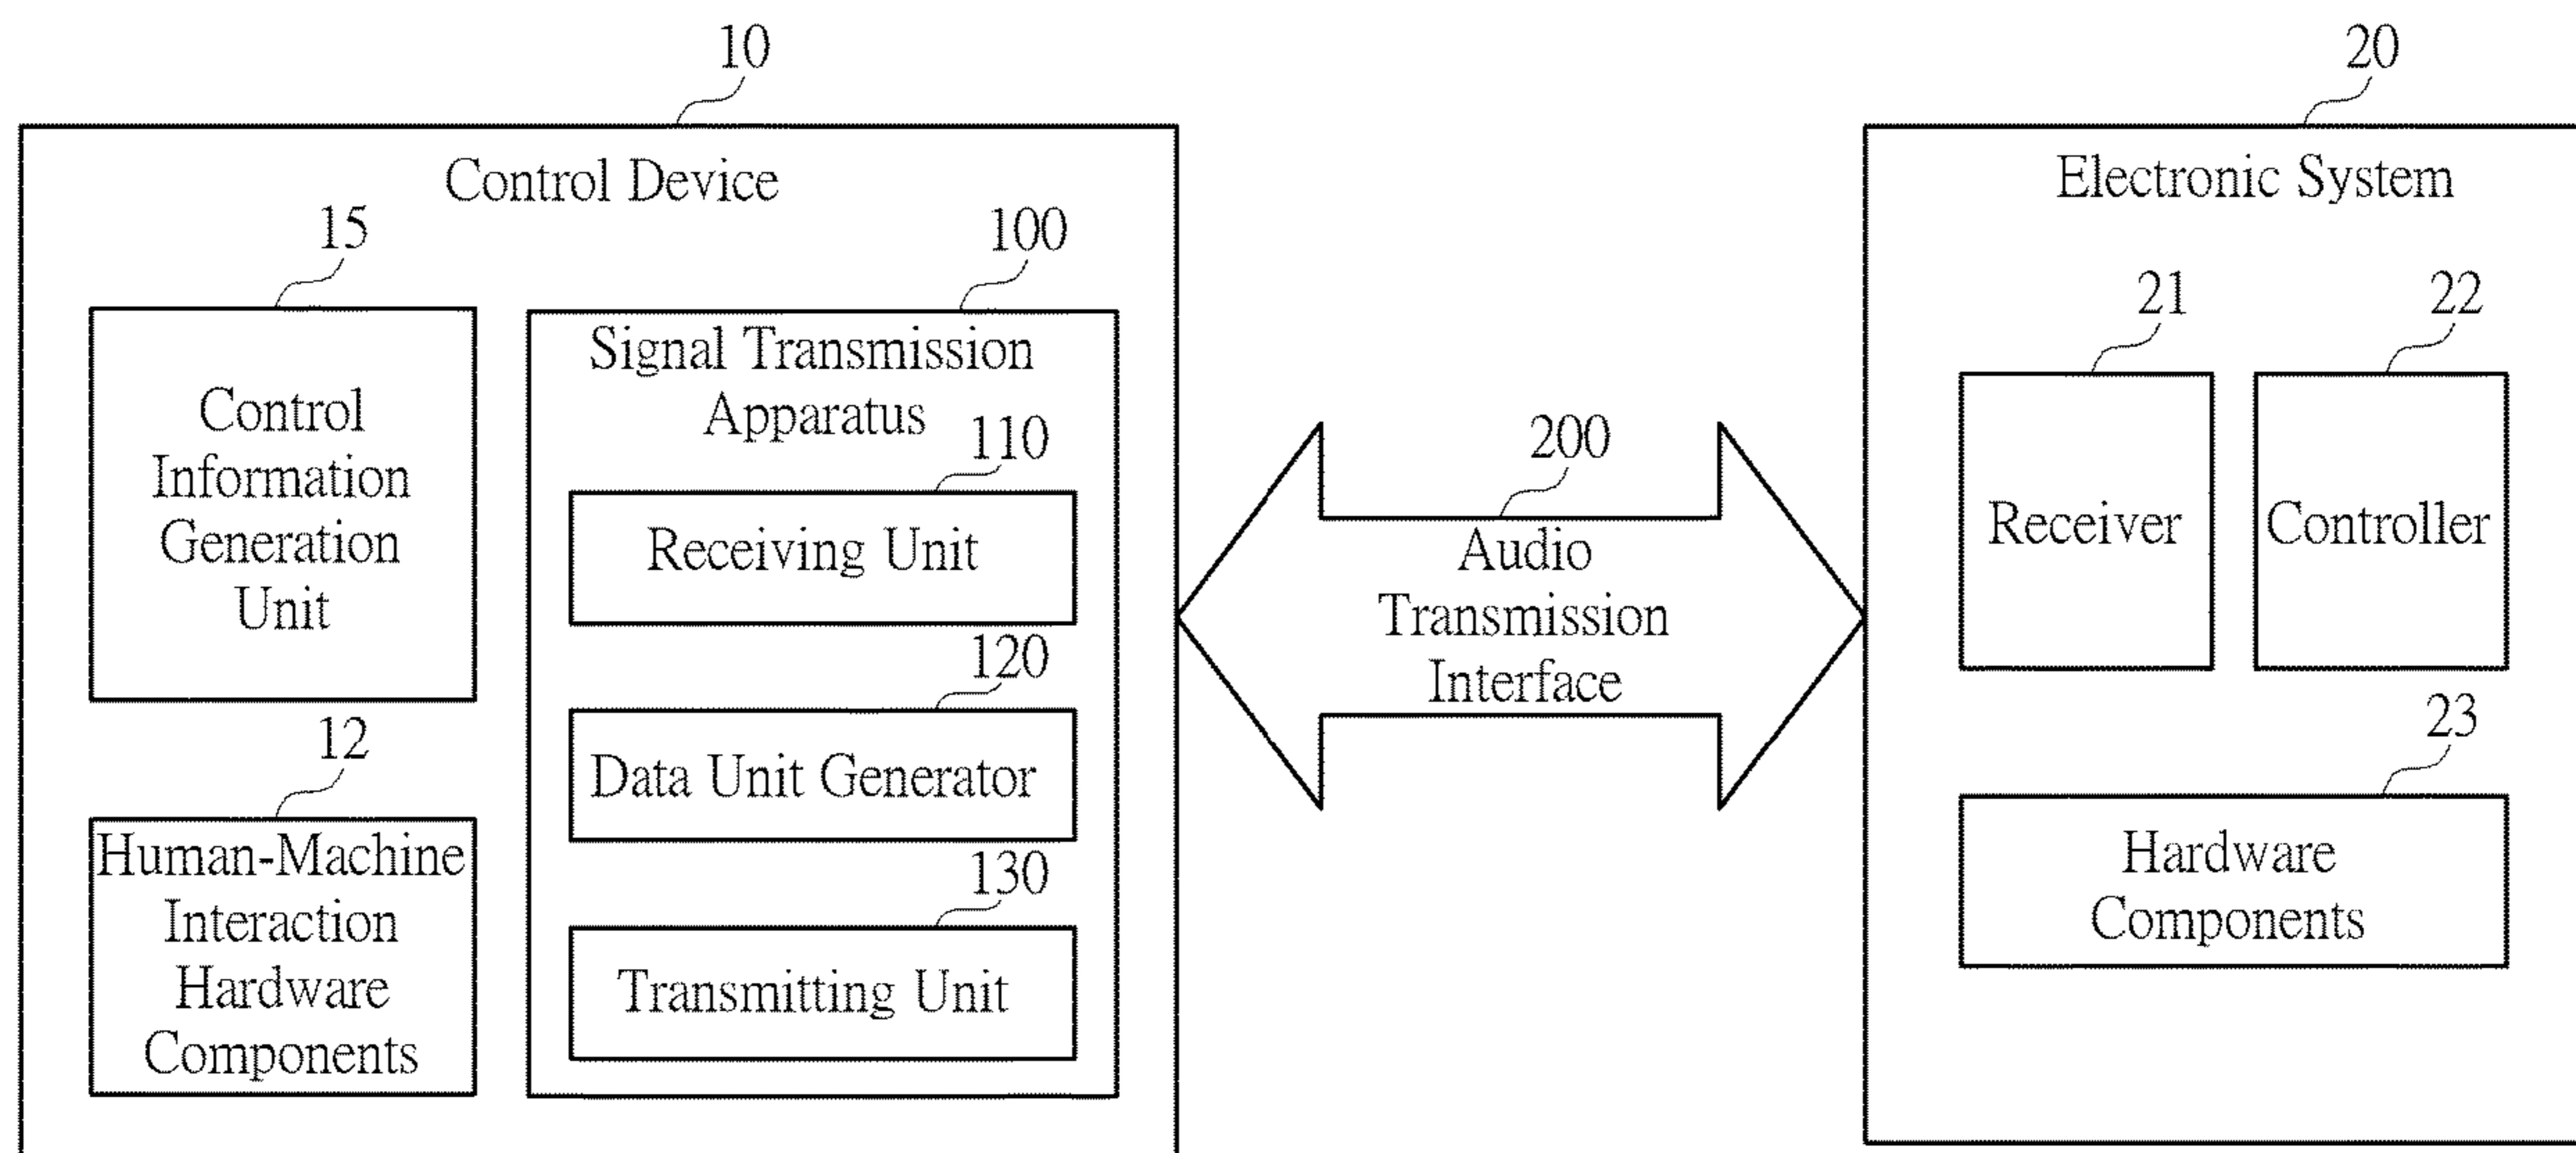 10
Control Device
15
Control
Information
Generation
Unit
12
Human-Machine
Interaction
Hardware
Components
100
Signal Transmission
Apparatus
110
Receiving Unit
120
Data Unit Generator
130
Transmitting Unit
200
Audio
Transmission
Interface
20
Electronic System
21
Receiver
22
Controller
23
Hardware
Components